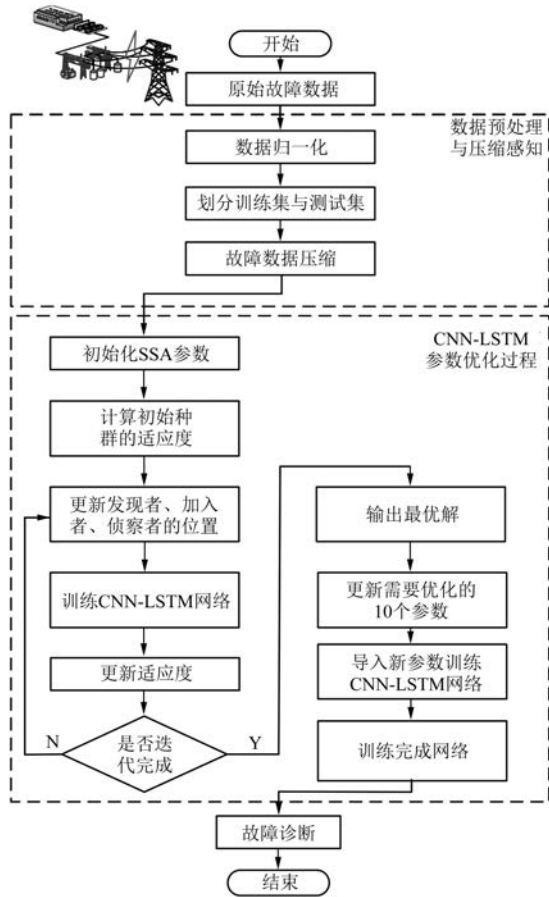 开始
原始故障数据
数据预处理
与压缩感知
数据归一化
划分训练集与测试集
故障数据压缩
CNN-LSTM
参数优化过程
初始化SSA参数
计算初始种
群的适应度
更新发现者、加入
者、侦察者的位置
训练CNN-LSTM网络
更新适应度
是否迭
代完成
N
Y
输出最优解
更新需要优化的
10个参数
导入新参数训练
CNN-LSTM网络
训练完成网络
故障诊断
结束